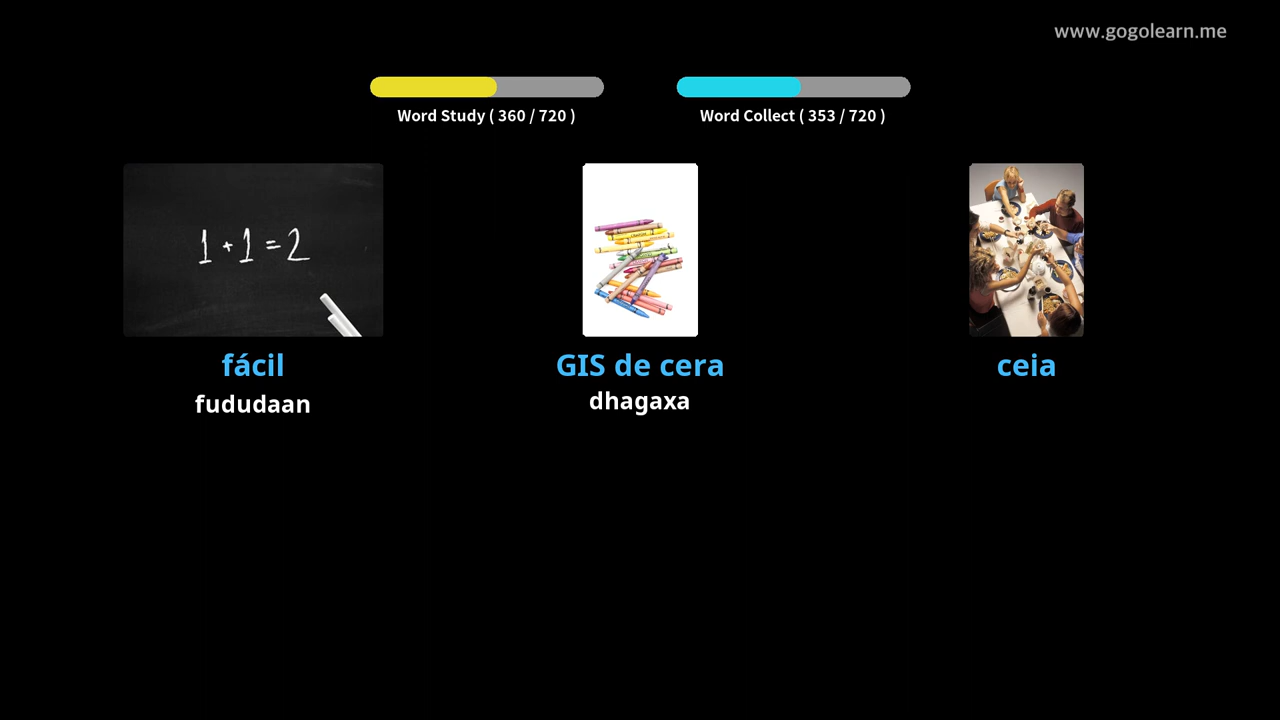 www.gogolearn.me
Word Study ( 360 / 720 )
Word Collect ( 353 / 720 )
1 + 1 = 2
fácil
fududaan
GIS de cera
dhagaxa
ceia